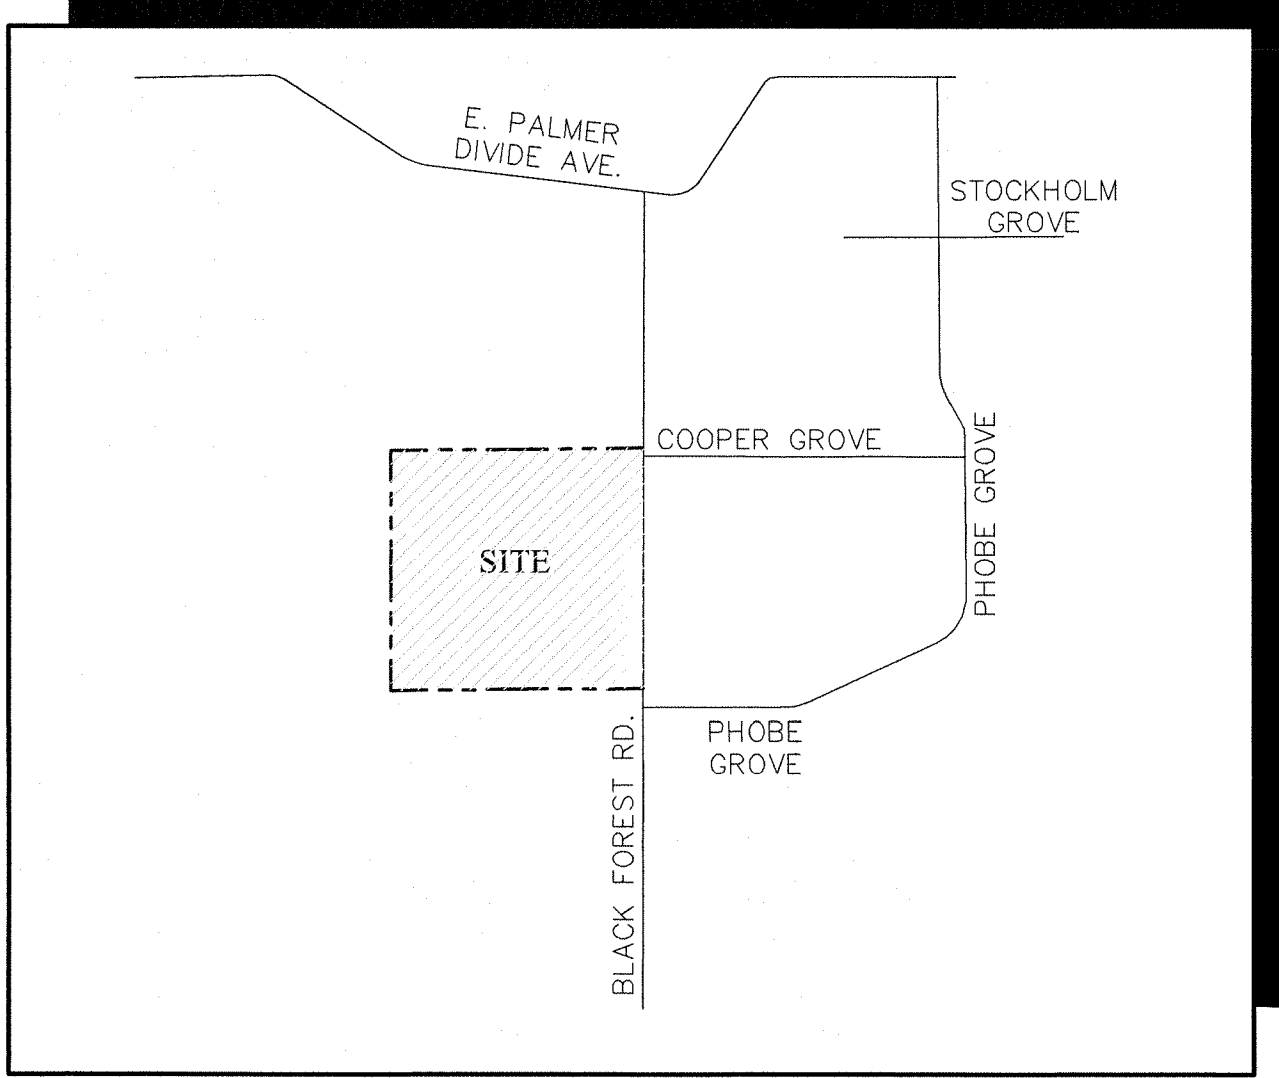 E. PALMER
DIVIDE AVE.
STOCKHOLM
GROVE
COOPER GROVE
PHOBE GROVE
SITE
PHOBE
GROVE
BLACK FOREST RD.